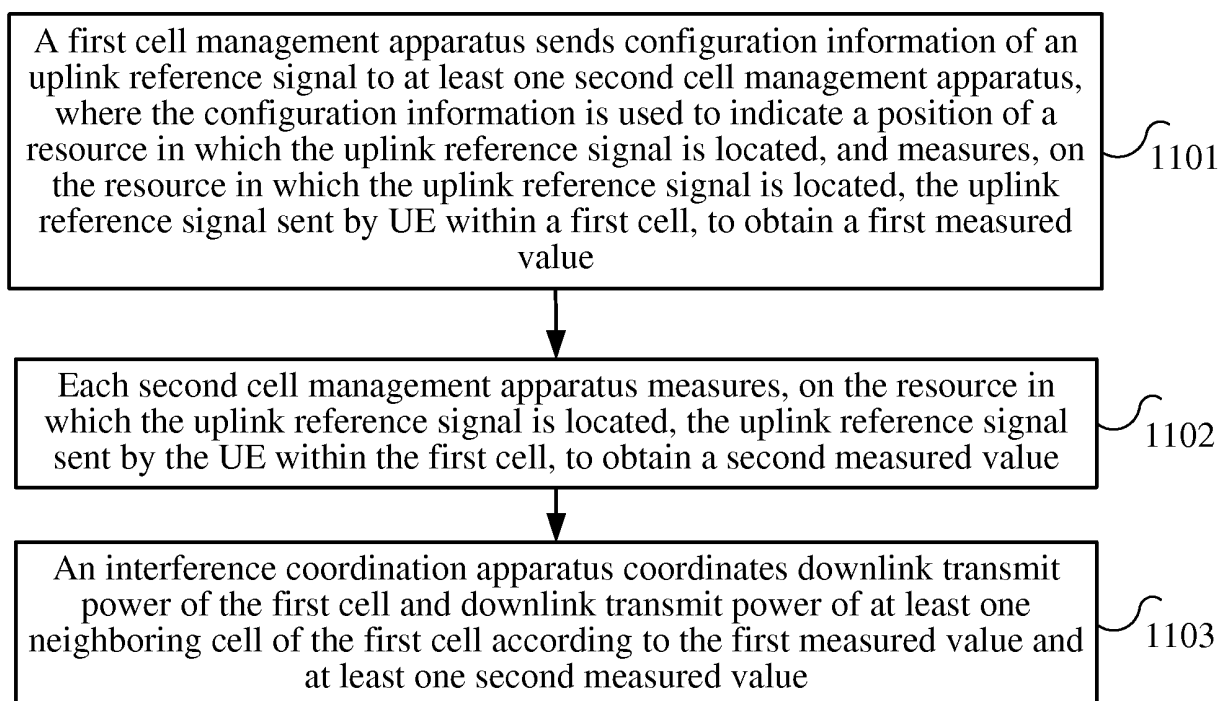 A first cell management apparatus sends configuration information of an
uplink reference signal to at least one second cell management apparatus,
where the configuration information is used to indicate a position of a
resource in which the uplink reference signal is located, and measures, on
the resource in which the uplink reference signal is located, the uplink
reference signal sent by UE within a first cell, to obtain a first measured
value
1101
Each second cell management apparatus measures, on the resource in
which the uplink reference signal is located, the uplink reference signal
sent by the UE within the first cell, to obtain a second measured value
1102
An interference coordination apparatus coordinates downlink transmit
power of the first cell and downlink transmit power of at least one
neighboring cell of the first cell according to the first measured value and
at least one second measured value
1103